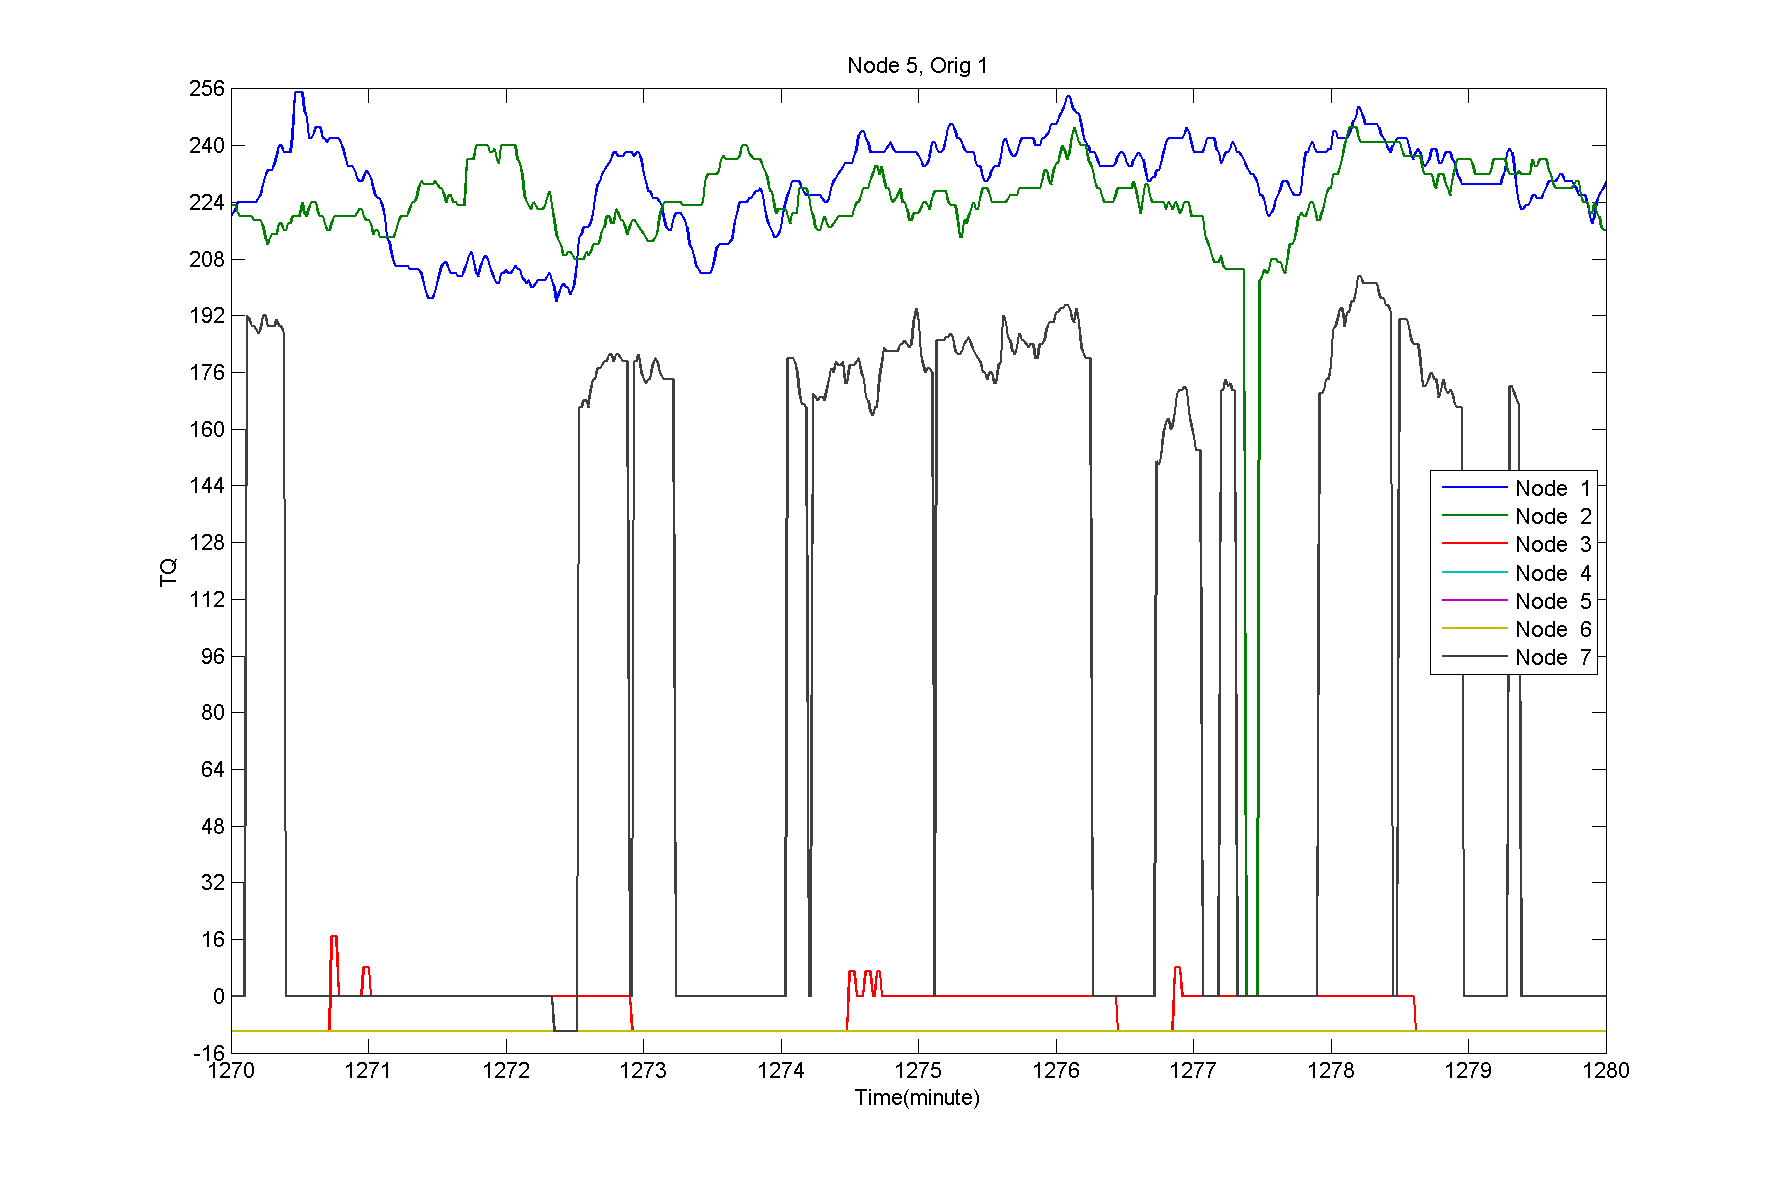 Node 5, Orig 1
256
240
224
208
192
176
160
144
128
112
96
80
64
48
32
16
0
-16
TQ
Node 1
Node 2
Node 3
Node 4
Node 5
Node 6
Node 7
1270 1271 1272 1273 1274 1275 1276 1277 1278 1279 1280
Time(minute)